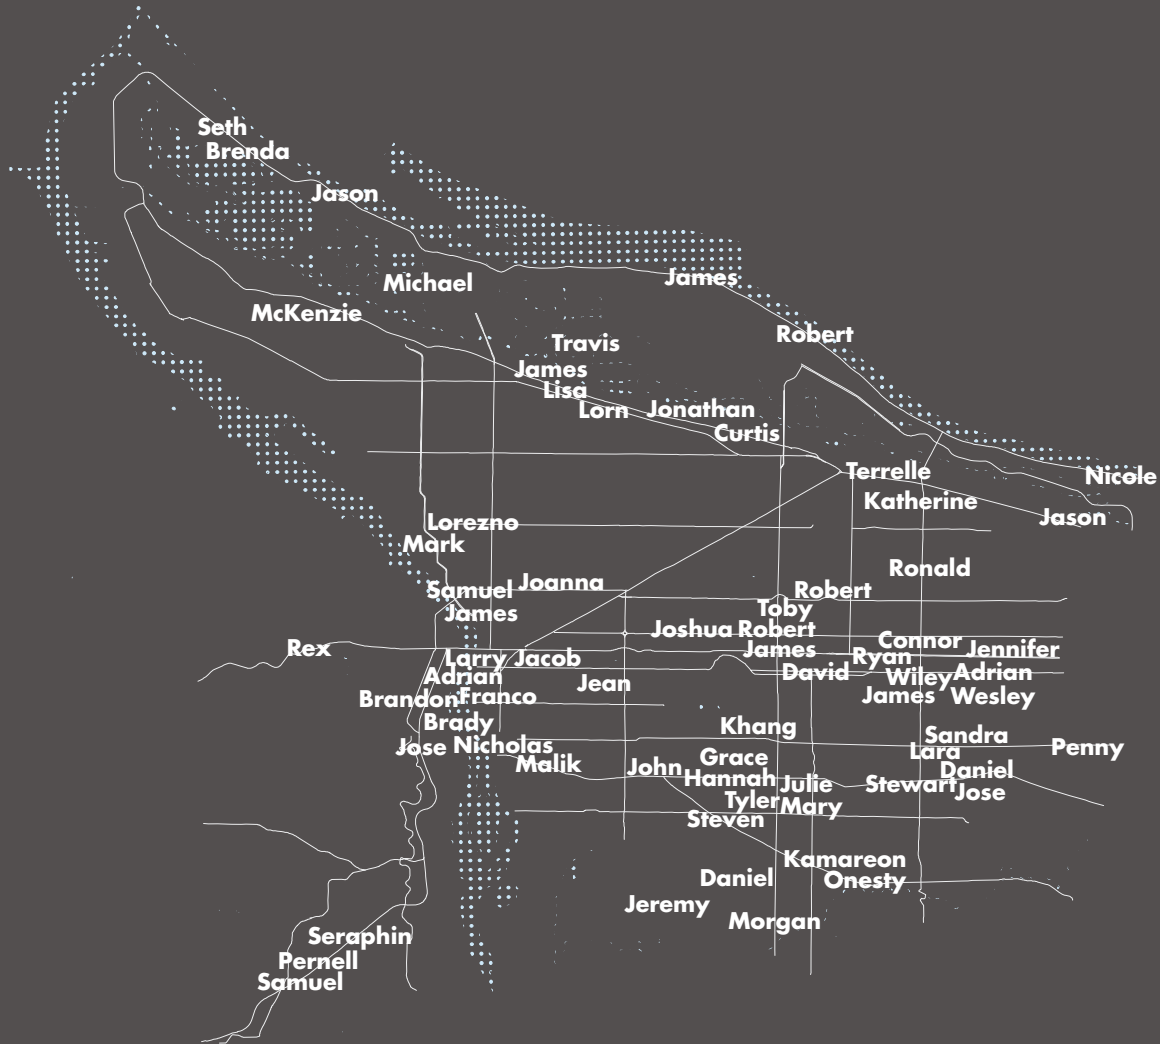 Seth
Brenda
Jason
Michael
James
McKenzie
Robert
Travis
James
Lisa
Lorn
Jonathan
Curtis
Terrelle
Nicole
Katherine
Jason
Lorezno
Mark
Ronald
Joanna
Samuel
Robert
Toby
James
Joshua
Robert
Connor
Rex
James
Jennifer
Larry
Jacob
Ryan
David
Adrian
Wiley
Adrian
Jean
Brandon
Franco
James
Wesley
Brady
Khang
Sandra
Jose
Nicholas
Lara
Penny
Malik
John
Grace
Hannah
Julie
Stewart
Daniel
Jose
Tyler
Mary
Steven
Kamareon
Daniel
Onesty
Jeremy
Morgan
Seraphin
Pernell
Samuel